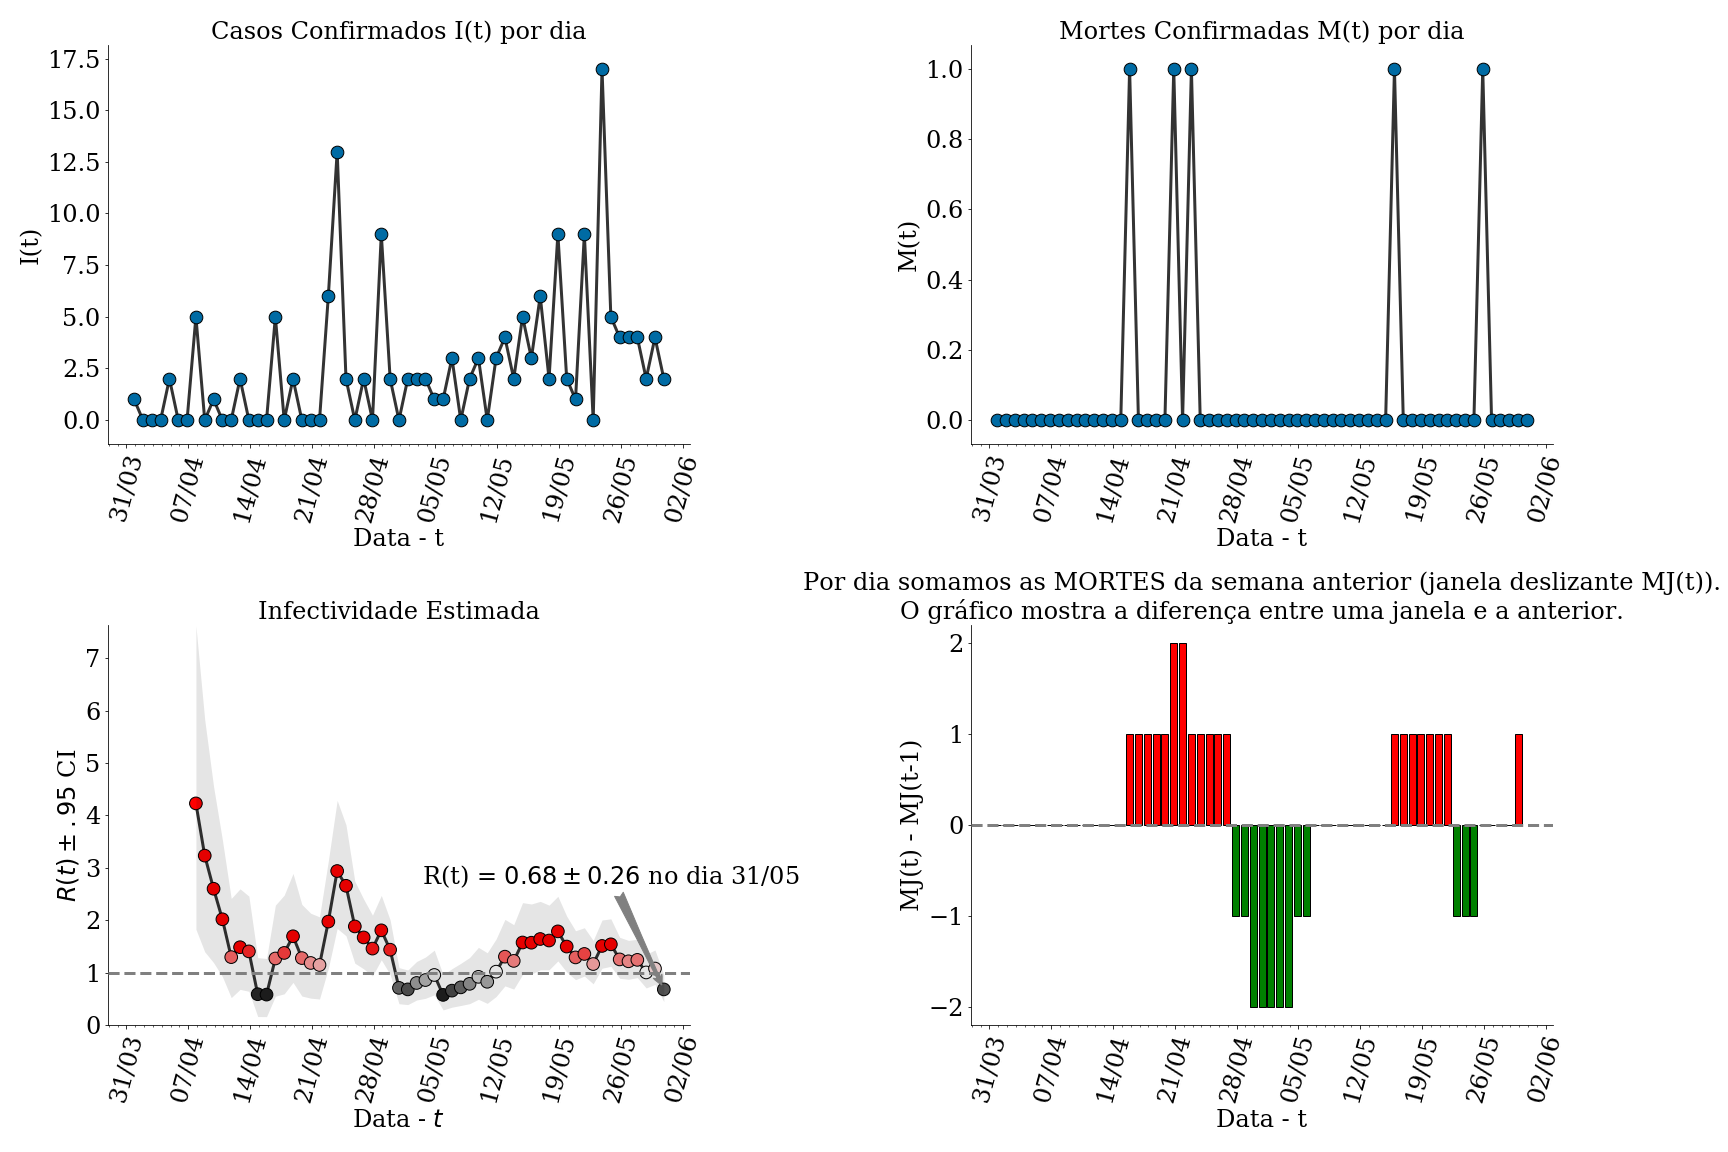 Casos Confirmados I(t) por dia
17.5
15.0
12.5
10.0
7.5
5.0
2.5
0.0
I(t)
31/03 07/04 14/04 21/04 28/04 05/05 12/05 19/05 26/05 02/06
Data - t
Mortes Confirmadas M(t) por dia
1.0
0.8
0.6
0.4
0.2
0.0
M(t)
31/03 07/04 14/04 21/04 28/04 05/05 12/05 19/05 26/05 02/06
Data - t
Infectividade Estimada
7
6
5
4
3
2
1
0
R(t) ± .95 CI
R(t) = 0.68 ± 0.26 no dia 31/05
31/03 07/04 14/04 21/04 28/04 05/05 12/05 19/05 26/05 02/06
Data - t
Por dia somamos as MORTES da semana anterior (janela deslizante MJ(t)).
O gráfico mostra a diferença entre uma janela e a anterior.
2
1
0
−1
−2
MJ(t) - MJ(t-1)
31/03 07/04 14/04 21/04 28/04 05/05 12/05 19/05 26/05 02/06
Data - t